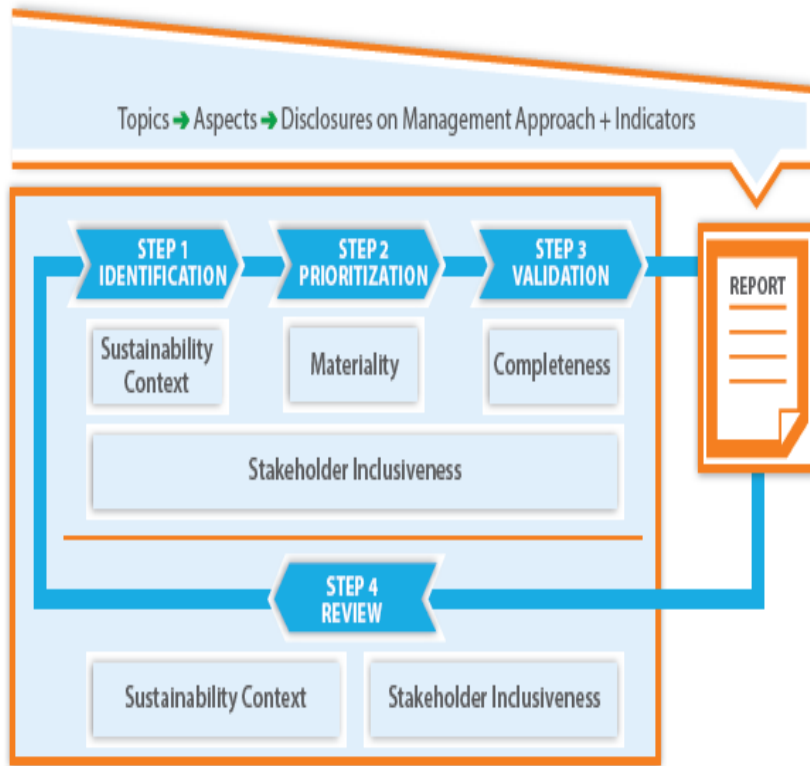 Topics → Aspects → Disclosures on Management Approach + Indicators
STEP 1
IDENTIFICATION
STEP 2
PRIORITIZATION
STEP 3
VALIDATION
REPORT
Sustainability
Context
Materiality
Completeness
Stakeholder Inclusiveness
STEP 4
REVIEW
Sustainability Context
Stakeholder Inclusiveness